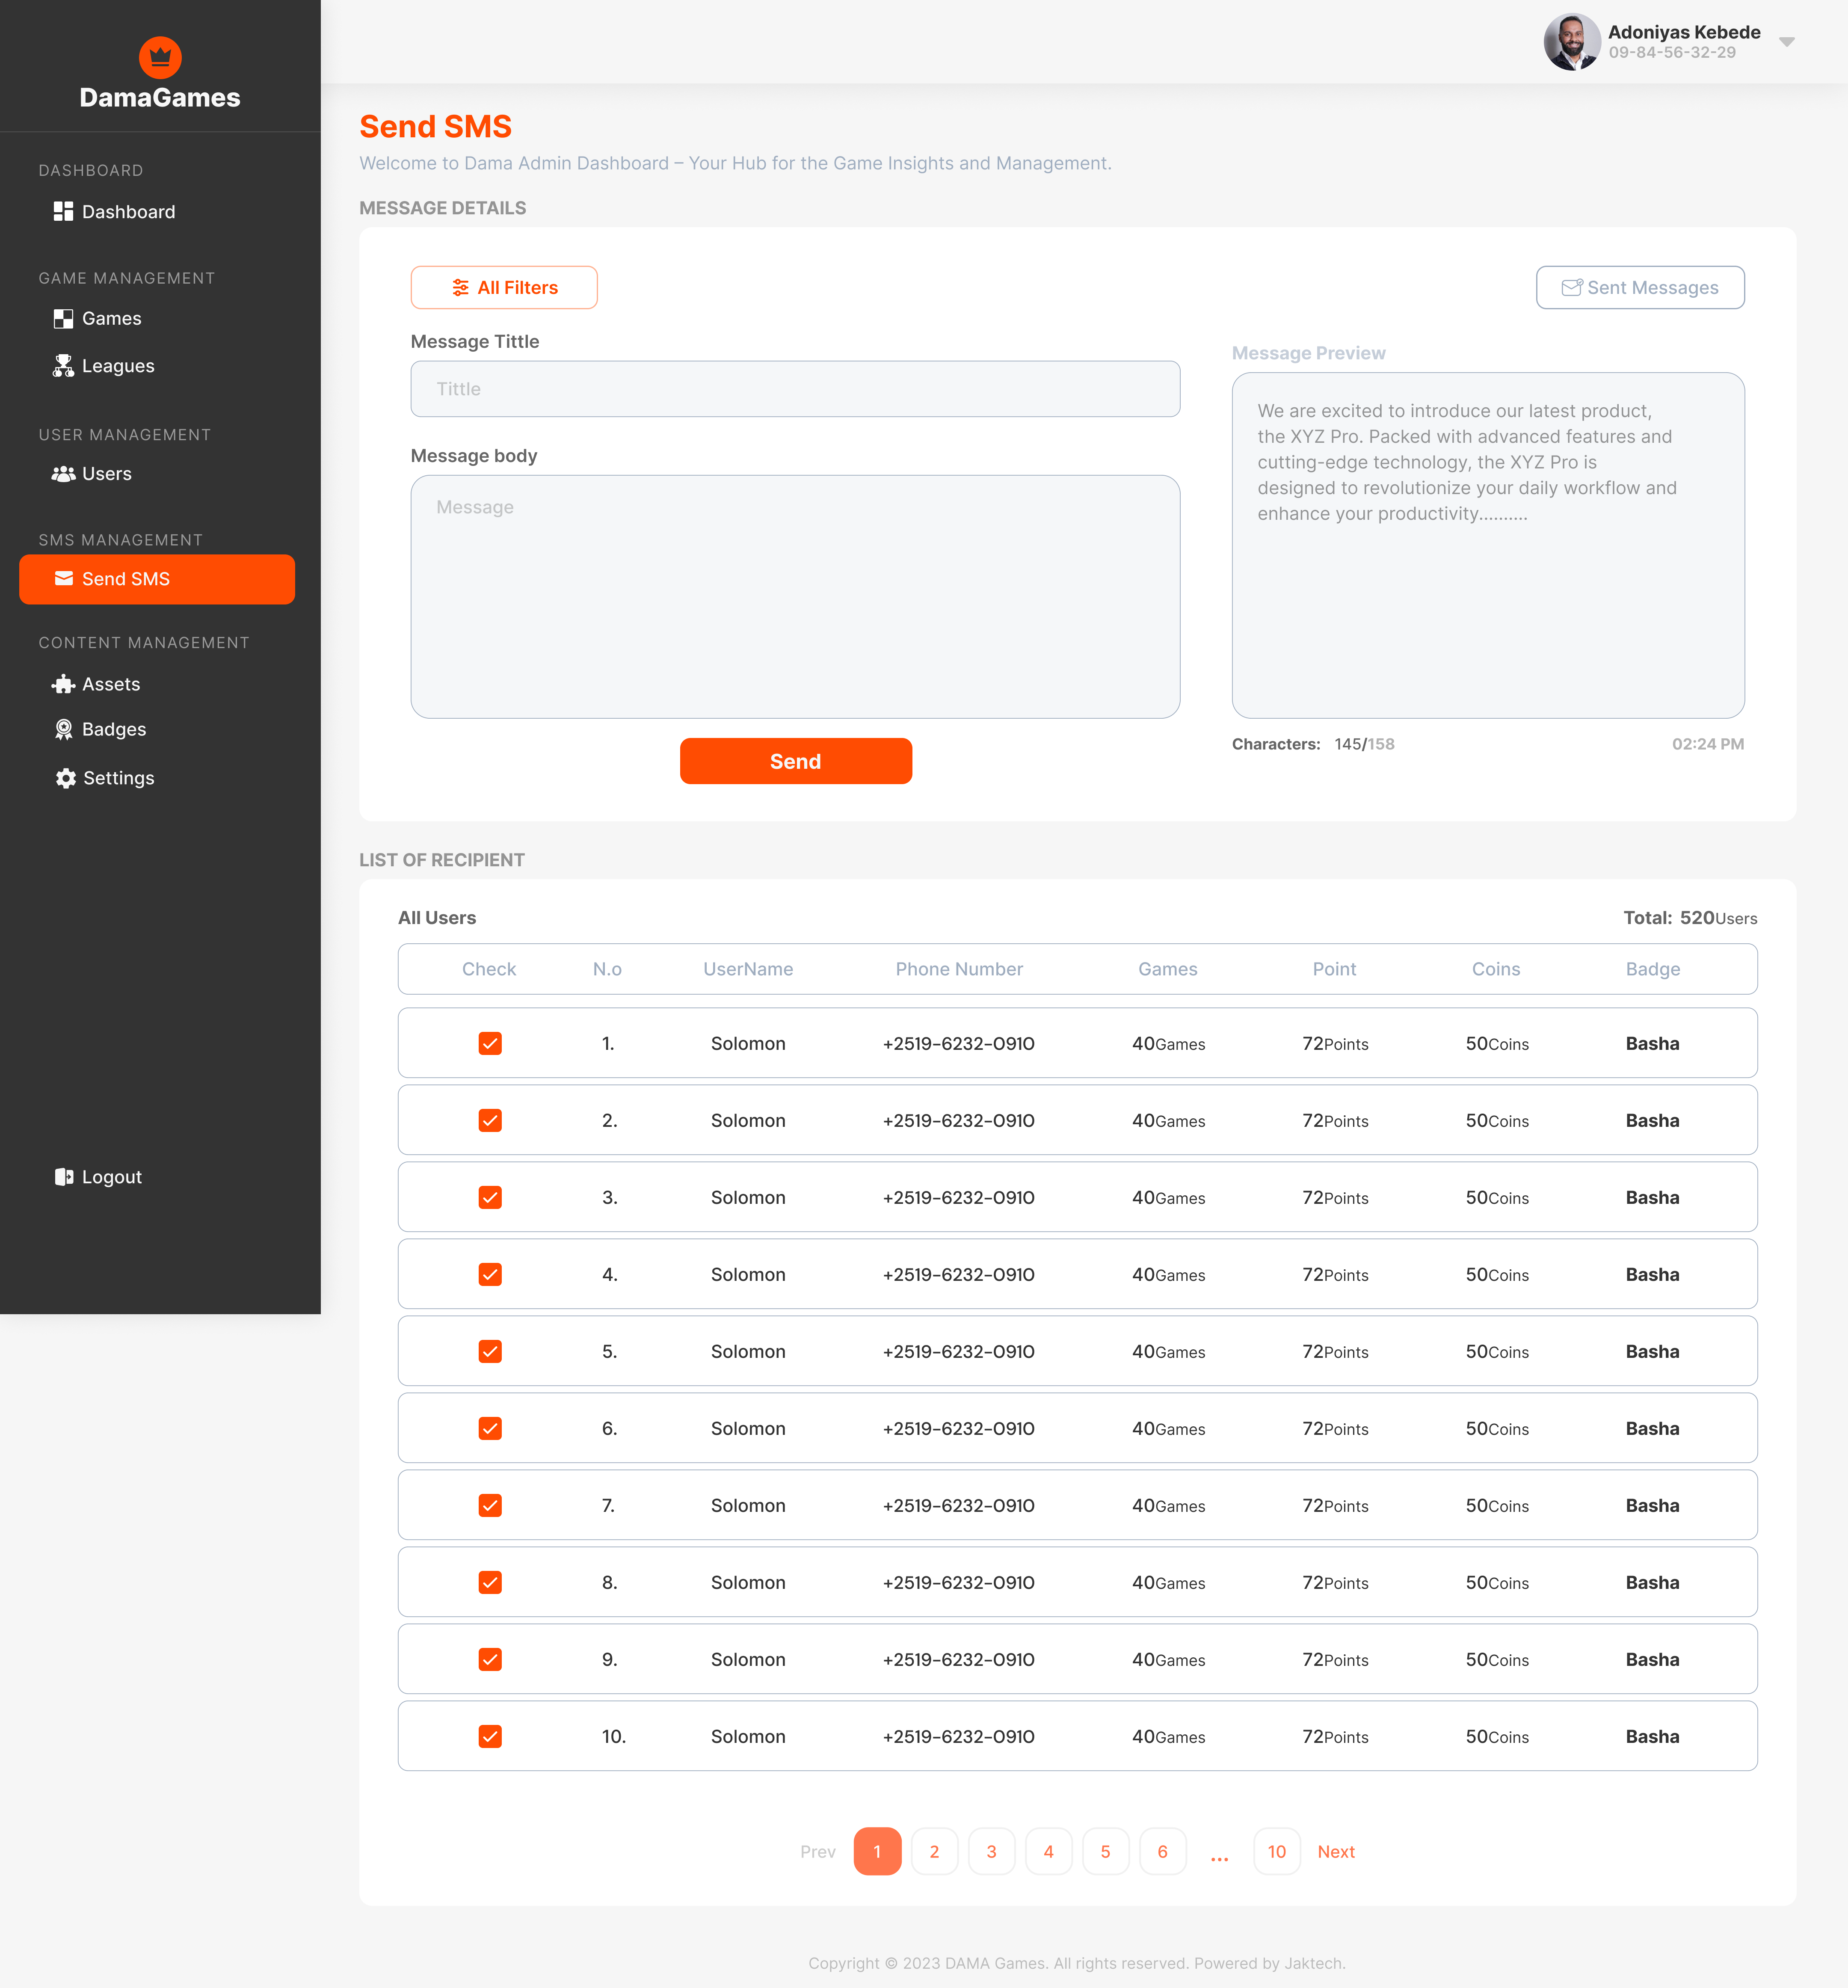 DamaGames
DASHBOARD
Dashboard
GAME MANAGEMENT
Games
Leagues
USER MANAGEMENT
Users
SMS MANAGEMENT
Send SMS
CONTENT MANAGEMENT
Assets
Badges
Settings
Logout
Adoniyas Kebede
09-84-56-32-29
Send SMS
Welcome to Dama Admin Dashboard – Your Hub for the Game Insights and Management.
MESSAGE DETAILS
All Filters
Sent Messages
Message Tittle
Tittle
Message body
Message
Send
Message Preview
We are excited to introduce our latest product,
the XYZ Pro. Packed with advanced features and
cutting-edge technology, the XYZ Pro is
designed to revolutionize your daily workflow and
enhance your productivity..........
Characters: 145/158 02:24 PM
LIST OF RECIPIENT
All Users Total: 520Users
Check N.o UserName Phone Number Games Point Coins Badge
1. Solomon +2519-6232-O91O 40Games 72Points 50Coins Basha
2. Solomon +2519-6232-O91O 40Games 72Points 50Coins Basha
3. Solomon +2519-6232-O91O 40Games 72Points 50Coins Basha
4. Solomon +2519-6232-O91O 40Games 72Points 50Coins Basha
5. Solomon +2519-6232-O91O 40Games 72Points 50Coins Basha
6. Solomon +2519-6232-O91O 40Games 72Points 50Coins Basha
7. Solomon +2519-6232-O91O 40Games 72Points 50Coins Basha
8. Solomon +2519-6232-O91O 40Games 72Points 50Coins Basha
9. Solomon +2519-6232-O91O 40Games 72Points 50Coins Basha
10. Solomon +2519-6232-O91O 40Games 72Points 50Coins Basha
Prev 1 2 3 4 5 6 ... 10 Next
Copyright © 2023 DAMA Games. All rights reserved. Powered by Jaktech.